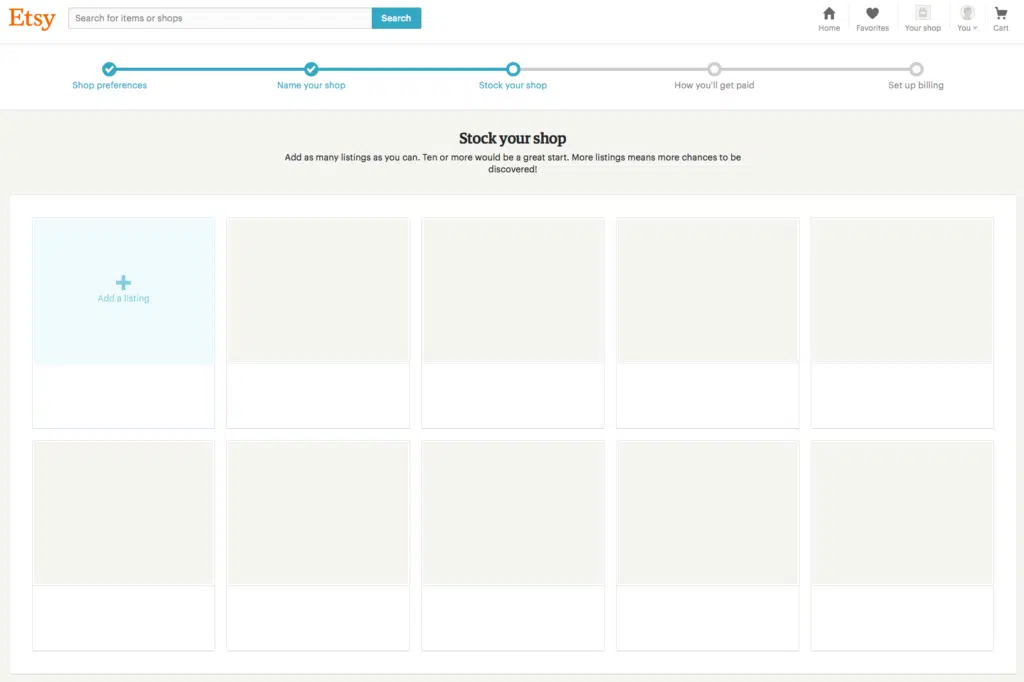 Etsy
Search for items or shops
Search
Home
Favorites
Your shop
You
Cart
Shop preferences
Name your shop
Stock your shop
How you'll get paid
Set up billing
Stock your shop
Add as many listings as you can. Ten or more would be a great start. More listings means more chances to be
discovered!
Add a listing